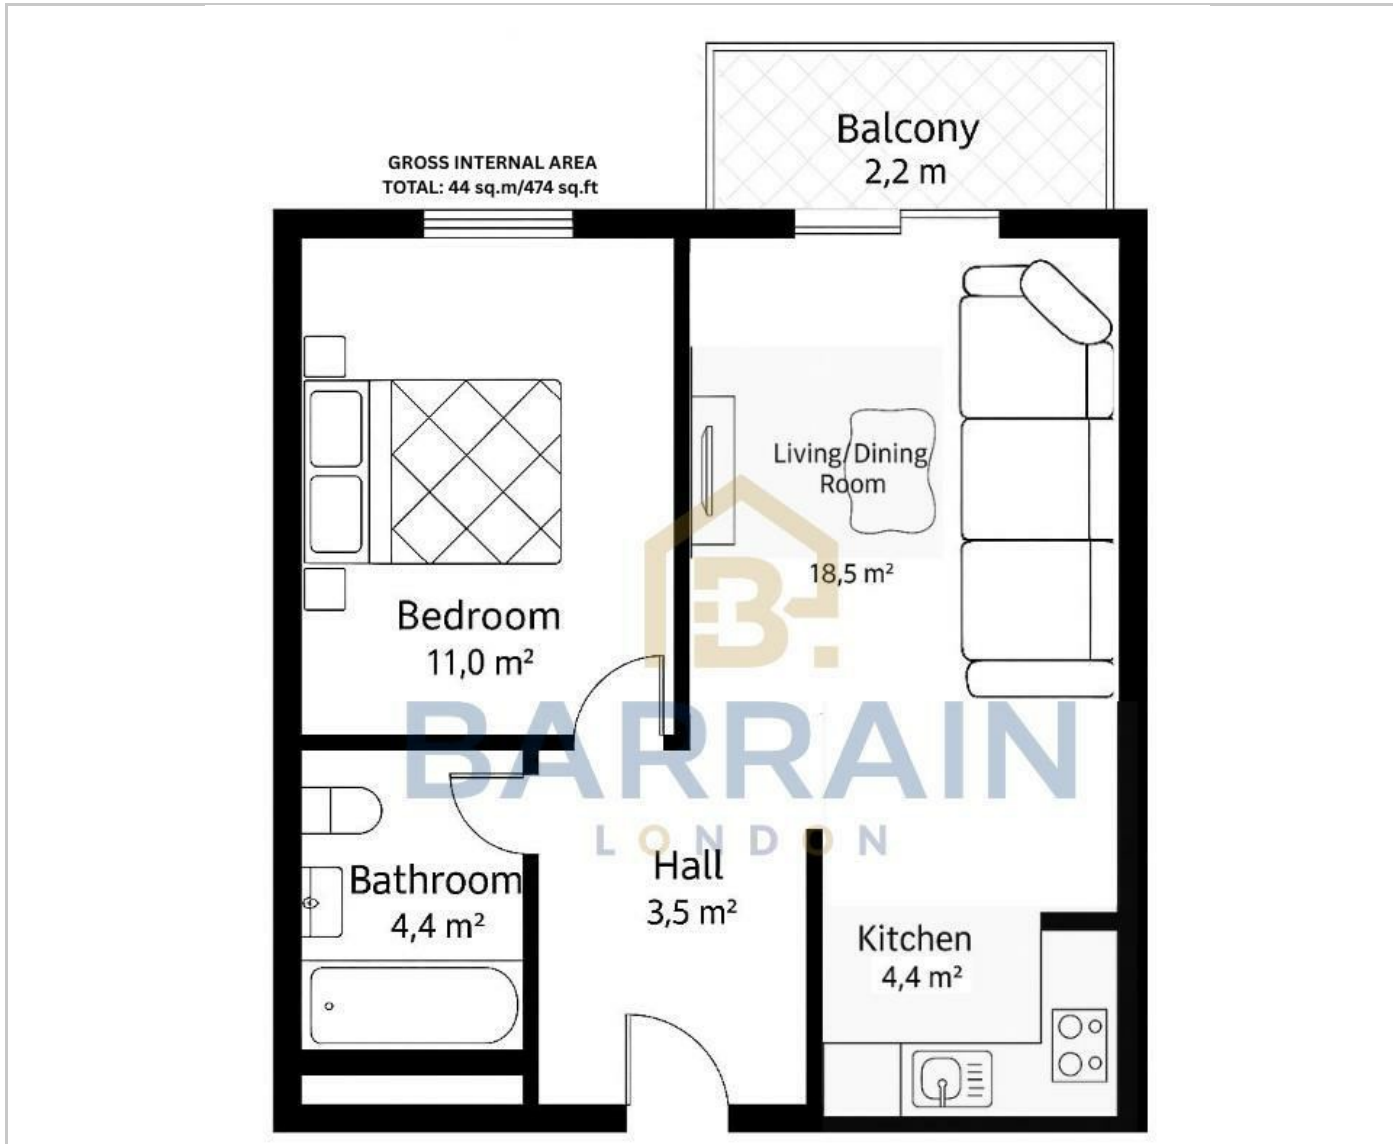 Balcony
2,2 m
GROSS INTERNAL AREA
TOTAL: 44 sq.m/474 sq.ft
Living/Dining
Room
18,5 m²
B
Bedroom
11,0 m²
BARRAIN
LONDON
Hall
3,5 m²
Bathroom
4,4 m²
Kitchen
4,4 m²